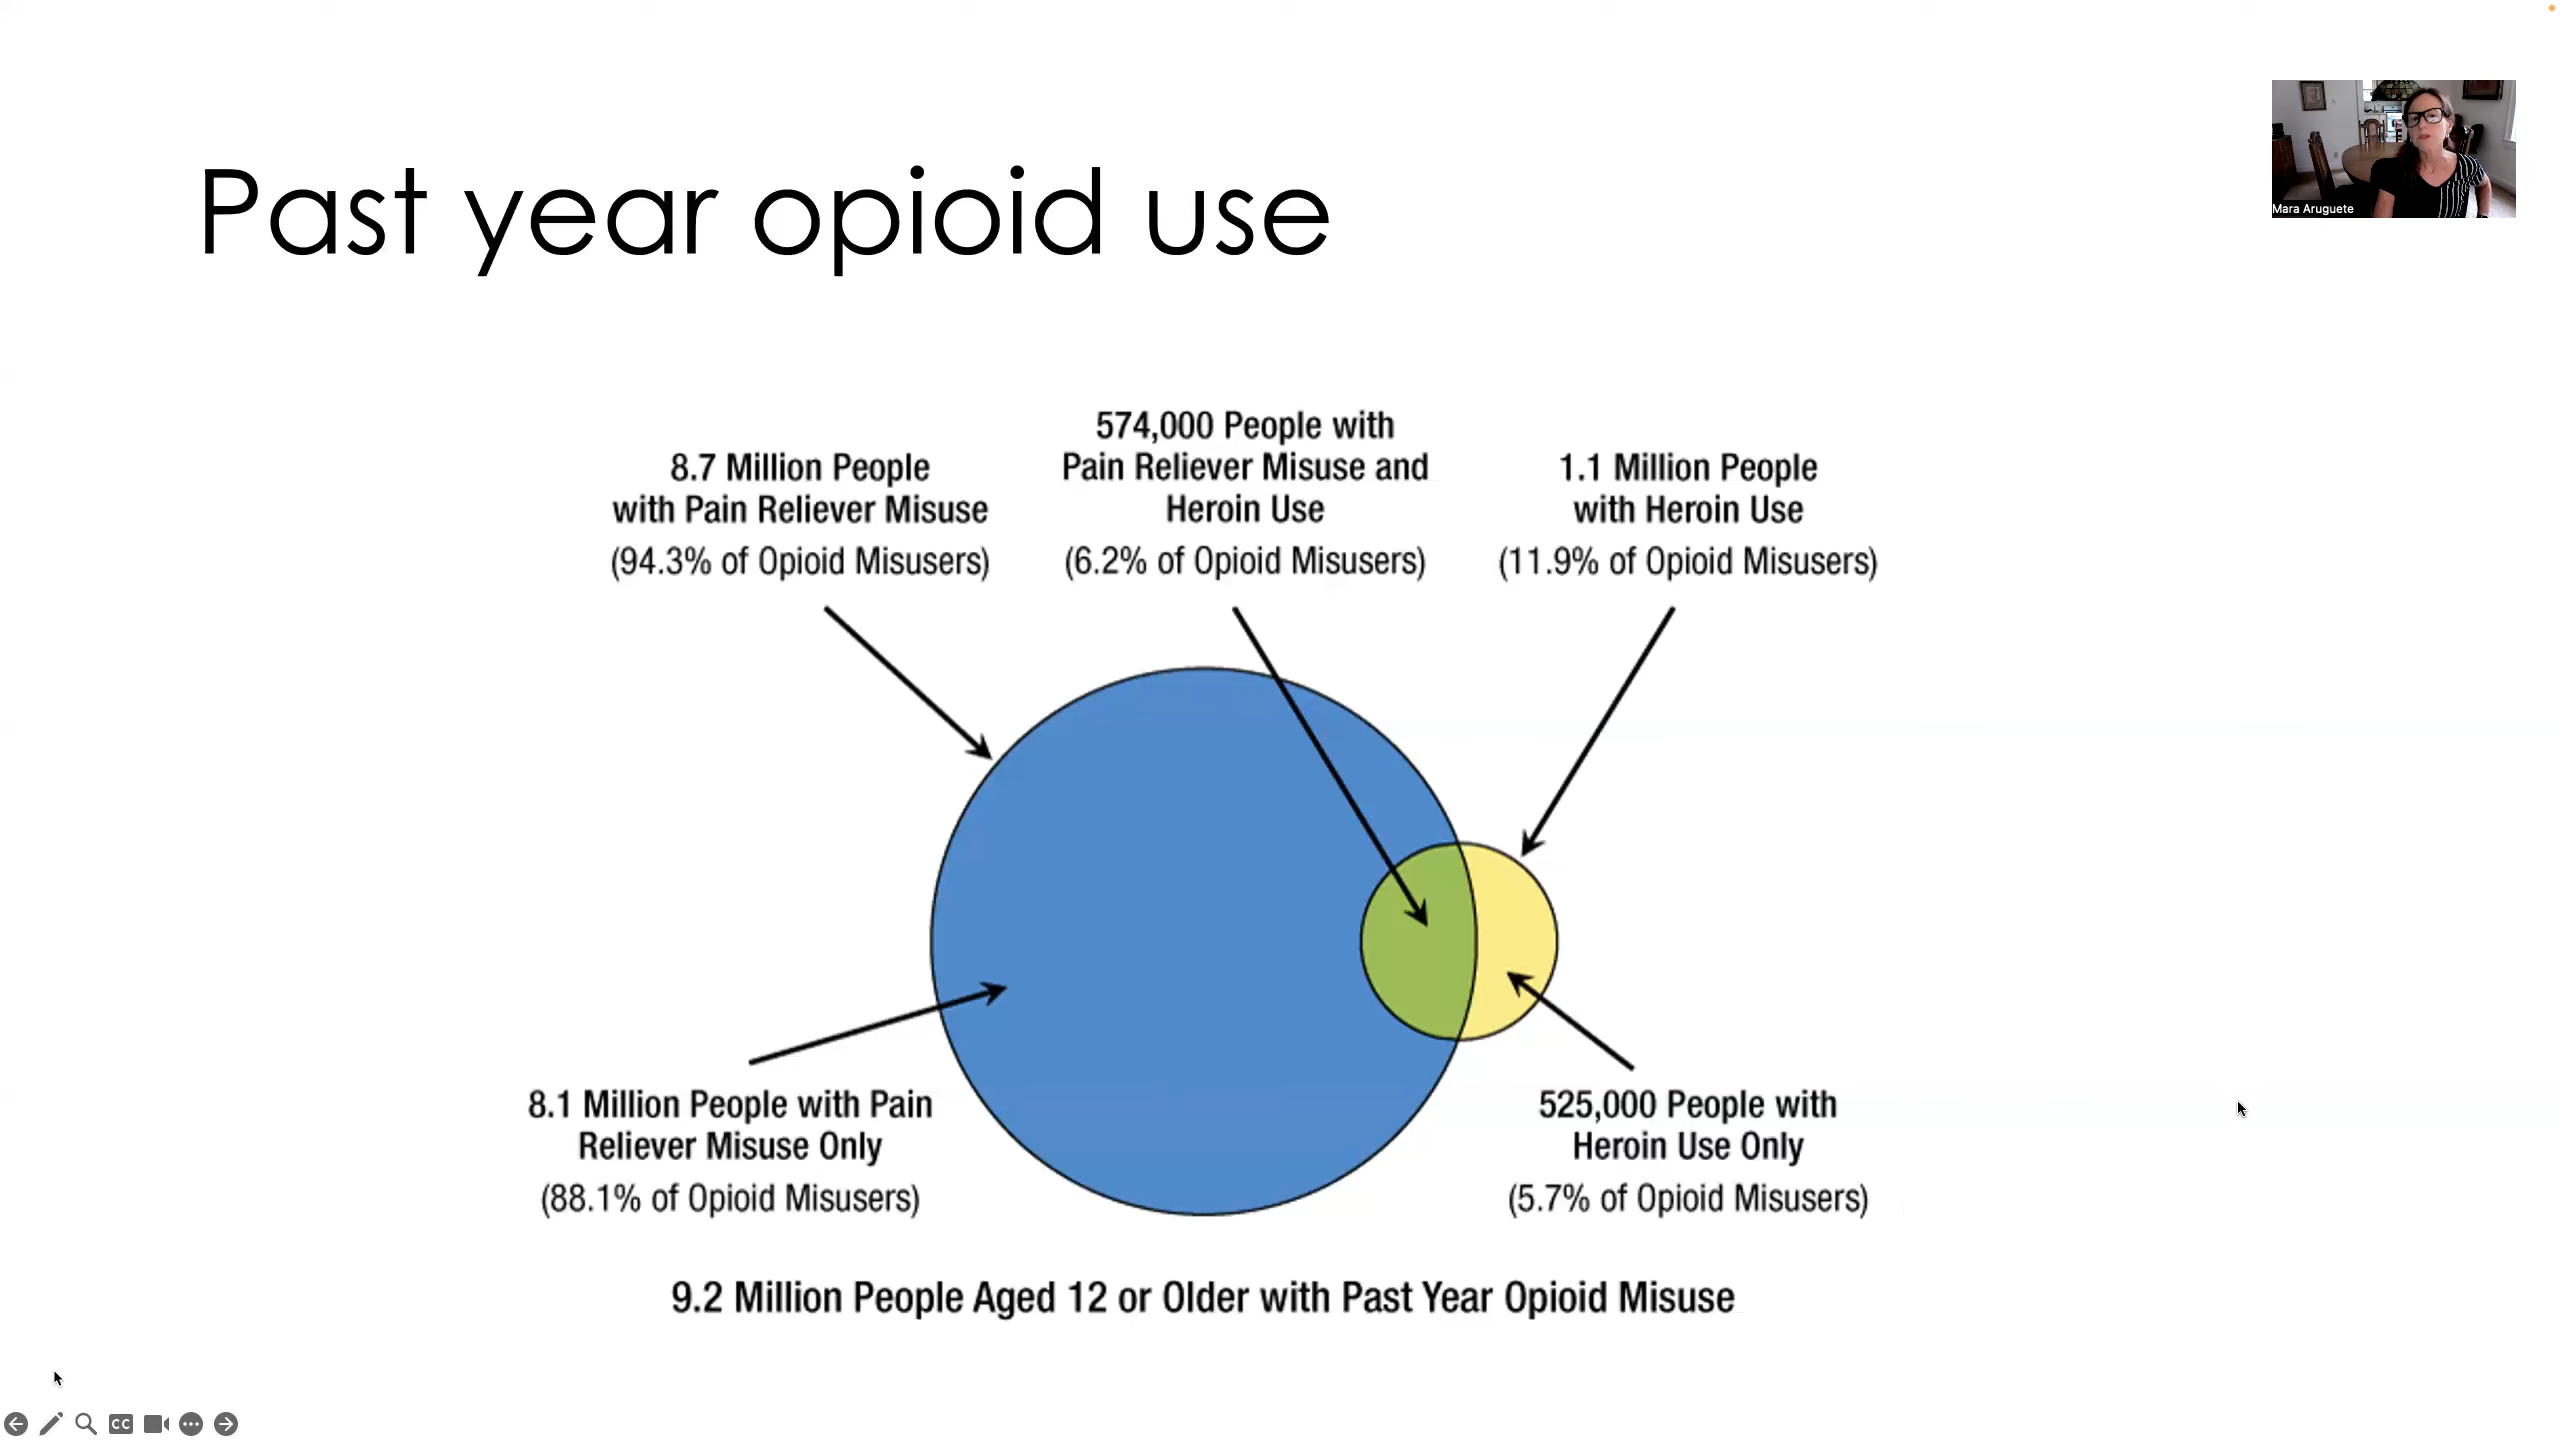 Mara Aruguete
Past year opioid use
8.7 Million People
with Pain Reliever Misuse
(94.3% of Opioid Misusers)
574,000 People with
Pain Reliever Misuse and
Heroin Use
(6.2% of Opioid Misusers)
1.1 Million People
with Heroin Use
(11.9% of Opioid Misusers)
8.1 Million People with Pain
Reliever Misuse Only
(88.1% of Opioid Misusers)
525,000 People with
Heroin Use Only
(5.7% of Opioid Misusers)
9.2 Million People Aged 12 or Older with Past Year Opioid Misuse
CC